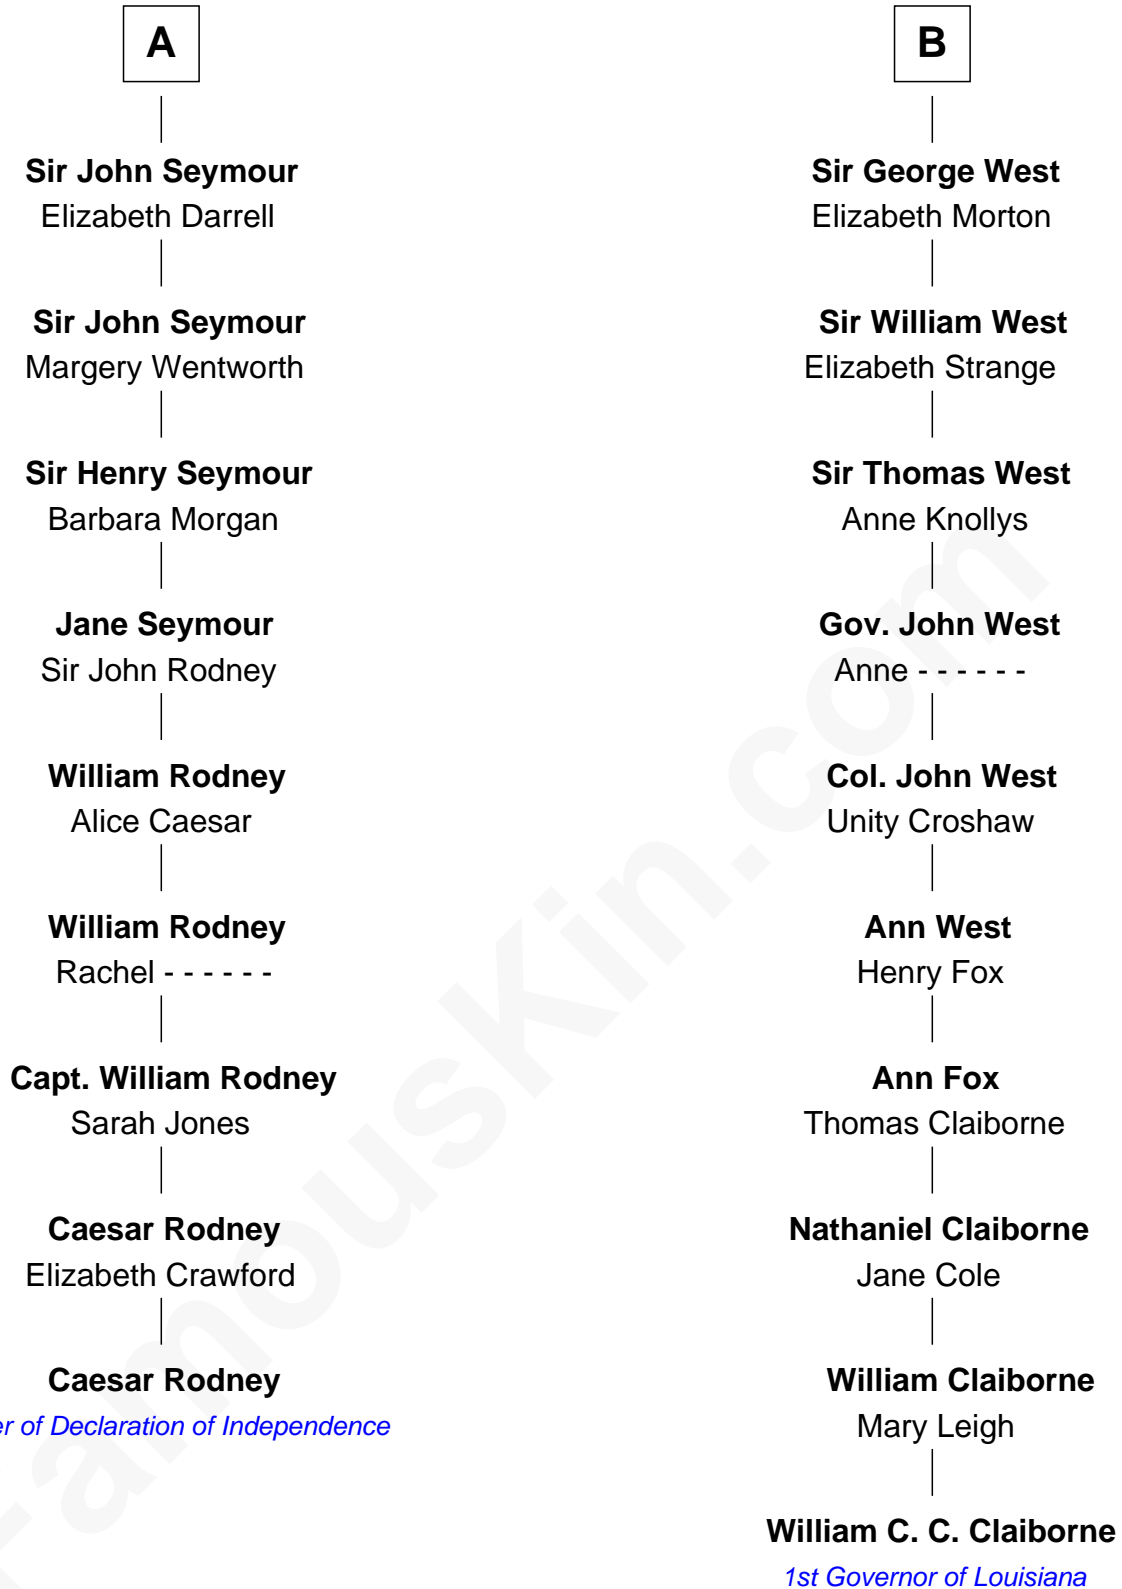 A
Sir John Seymour
Elizabeth Darrell
Sir John Seymour
Margery Wentworth
Sir Henry Seymour
Barbara Morgan
Jane Seymour
Sir John Rodney
William Rodney
Alice Caesar
William Rodney
Rachel - - - - - -
Capt. William Rodney
Sarah Jones
Caesar Rodney
Elizabeth Crawford
Caesar Rodney
er of Declaration of Independence
B
Sir George West
Elizabeth Morton
Sir William West
Elizabeth Strange
Sir Thomas West
Anne Knollys
Gov. John West
Anne - - - - - -
Col. John West
Unity Croshaw
Ann West
Henry Fox
Ann Fox
Thomas Claiborne
Nathaniel Claiborne
Jane Cole
William Claiborne
Mary Leigh
William C. C. Claiborne
1st Governor of Louisiana
FamousKin.com